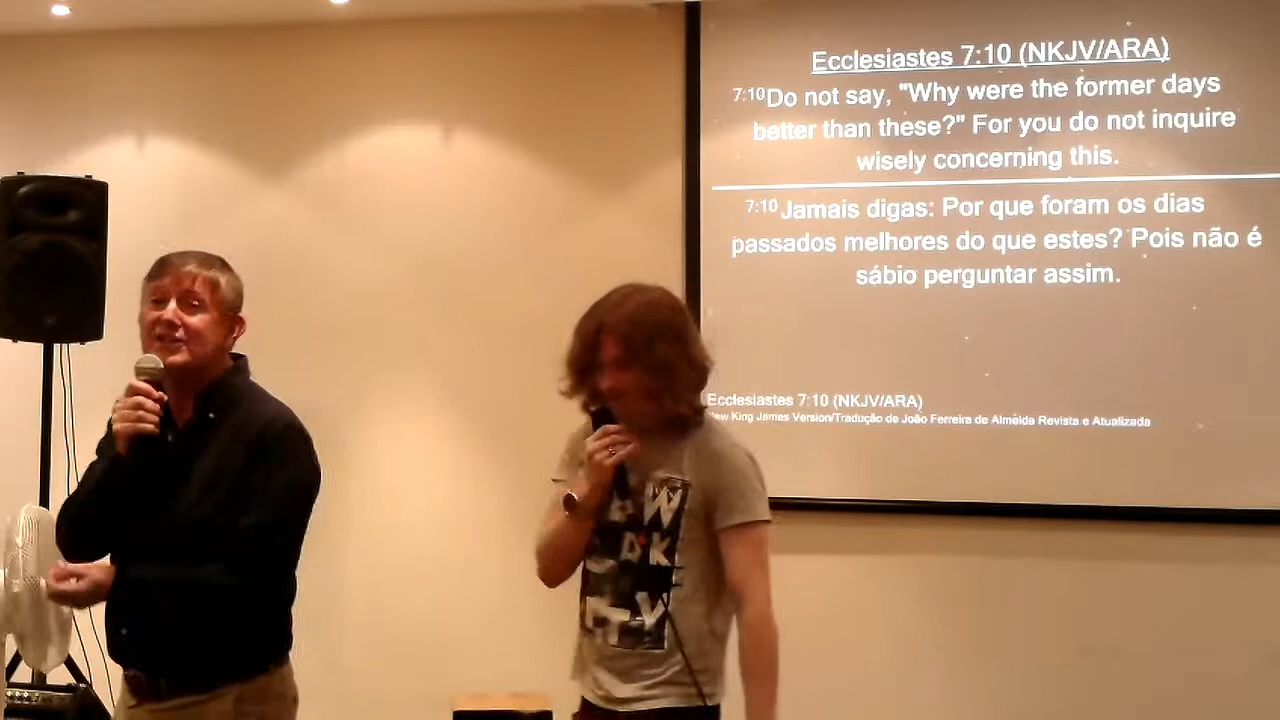 Ecclesiastes 7:10 (NKJV/ARA)
7:10Do not say, "Why were the former days
better than these?" For you do not inquire
wisely concerning this.
7:10Jamais digas: Por que foram os dias
passados melhores do que estes? Pois não é
sábio perguntar assim.
Ecclesiastes 7:10 (NKJV/ARA)
New King James Version/Tradução de João Ferreira de Almeida Revista e Atualizada